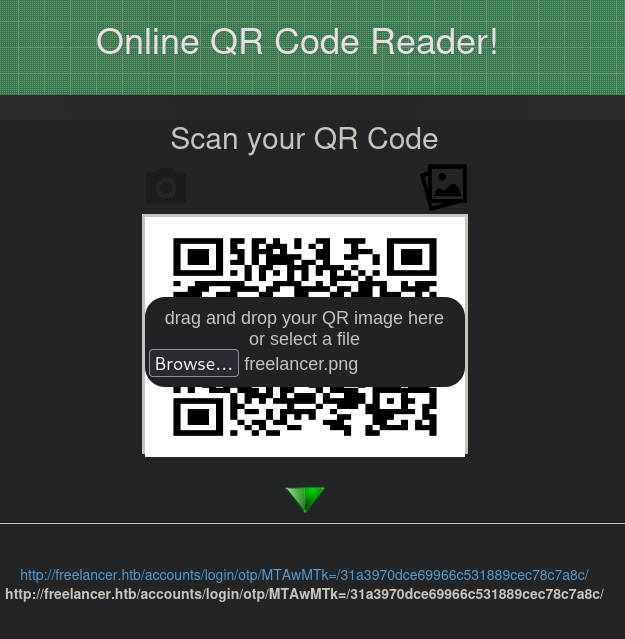 Online QR Code Reader!
Scan your QR Code
drag and drop your QR image here
or select a file
Browse... freelancer.png
http://freelancer.htb/accounts/login/otp/MTAwMTk=/31a3970dce69966c531889cec78c7a8c/
http://freelancer.htb/accounts/login/otp/MTAwMTk=/31a3970dce69966c531889cec78c7a8c/